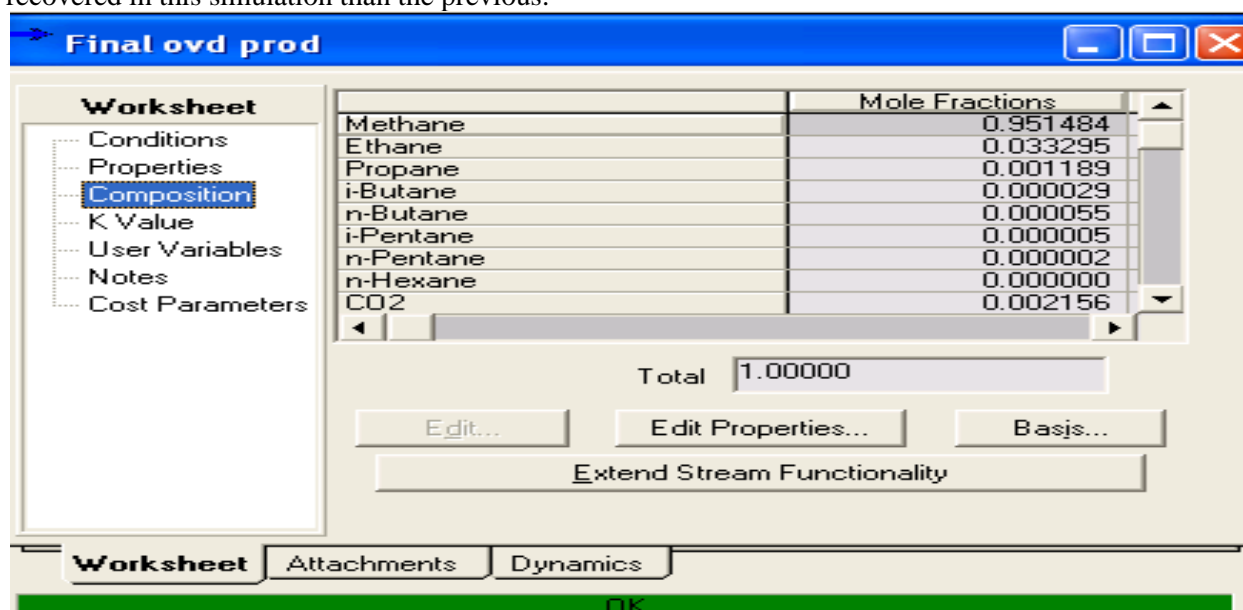 recovered in this simulation than the previous.
Final ovd prod
Worksheet
Conditions
Properties
Composition
K Value
User Variables
Notes
Cost Parameters
Mole Fractions
Methane 0.951484
Ethane 0.033295
Propane 0.001189
i-Butane 0.000029
n-Butane 0.000055
i-Pentane 0.000005
n-Pentane 0.000002
n-Hexane 0.000000
CO2 0.002156
Total 1.00000
Edit... Edit Properties... Basis...
Extend Stream Functionality
Worksheet Attachments Dynamics
OK